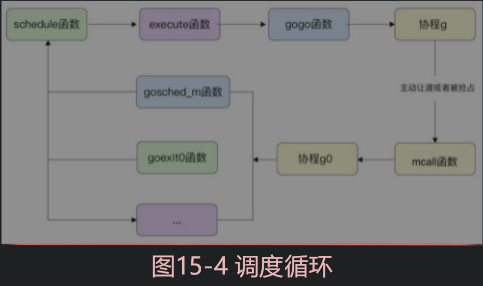 schedule函数
execute函数
gogo函数
协程g
主动让渡或者被抢占
gosched_m函数
goexit0函数
协程g0
mcall函数
...
图15-4 调度循环